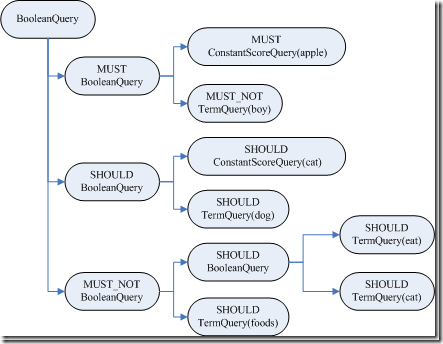 BooleanQuery
MUST
BooleanQuery
MUST
ConstantScoreQuery(apple)
MUST_NOT
TermQuery(boy)
SHOULD
BooleanQuery
SHOULD
ConstantScoreQuery(cat)
SHOULD
TermQuery(dog)
MUST_NOT
BooleanQuery
SHOULD
BooleanQuery
SHOULD
TermQuery(eat)
SHOULD
TermQuery(cat)
SHOULD
TermQuery(foods)